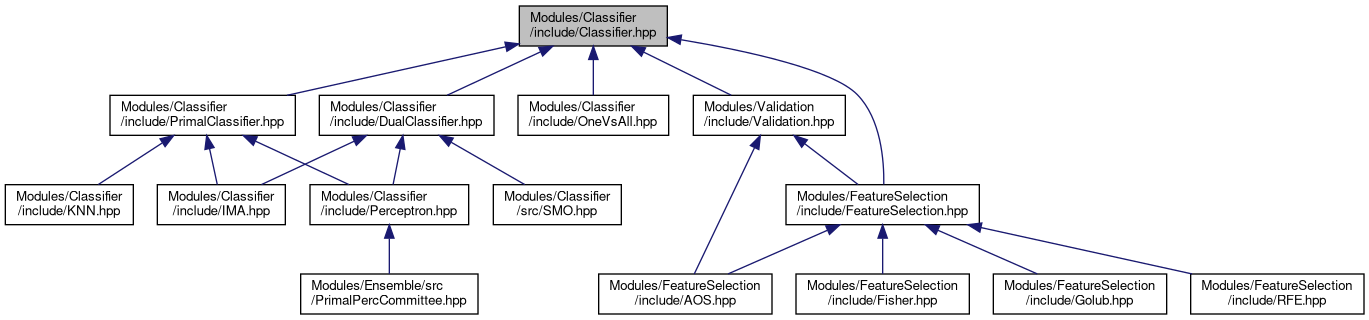 Modules/Classifier
/include/Classifier.hpp
Modules/Classifier
/include/PrimalClassifier.hpp
Modules/Classifier
/include/DualClassifier.hpp
Modules/Classifier
/include/OneVsAll.hpp
Modules/Validation
/include/Validation.hpp
Modules/Classifier
/include/KNN.hpp
Modules/Classifier
/include/IMA.hpp
Modules/Classifier
/include/Perceptron.hpp
Modules/Classifier
/src/SMO.hpp
Modules/FeatureSelection
/include/FeatureSelection.hpp
Modules/Ensemble/src
/PrimalPercCommittee.hpp
Modules/FeatureSelection
/include/AOS.hpp
Modules/FeatureSelection
/include/Fisher.hpp
Modules/FeatureSelection
/include/Golub.hpp
Modules/FeatureSelection
/include/RFE.hpp